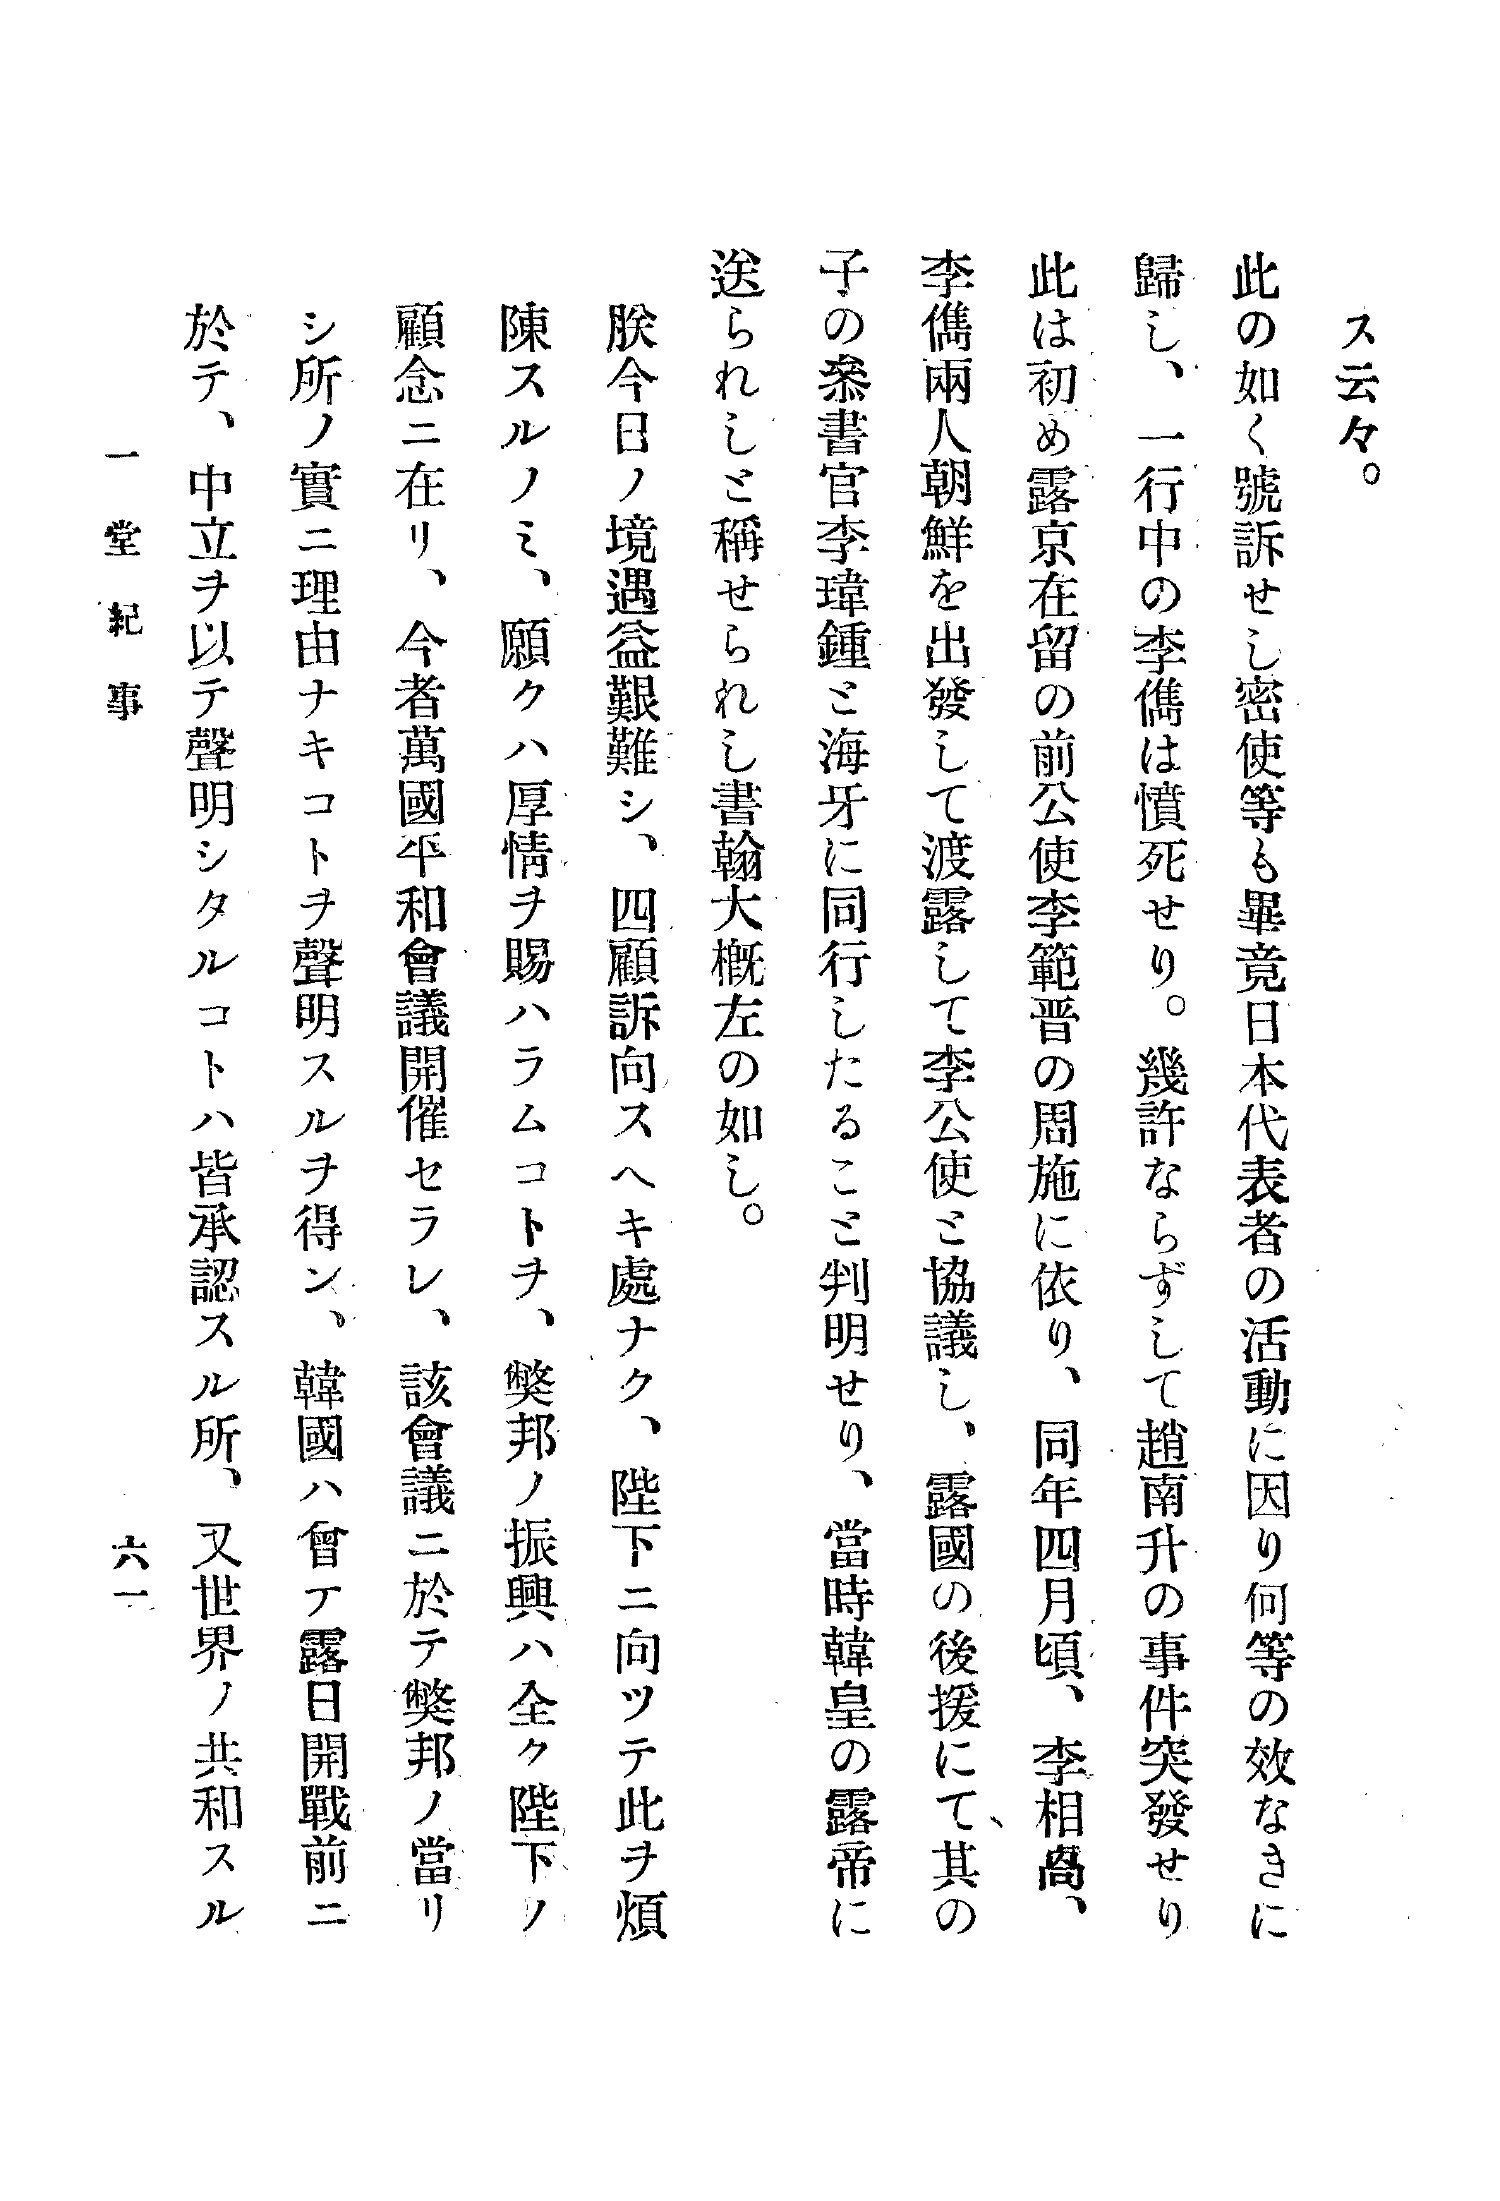 ス云々。
此の如く號訴せし密使等も畢竟日本代表者の活動に因り何等の效なきに
歸し、一行中の李儁は憤死せり。幾許ならずして趙南升の事件突發せり
此は初め露京在留の前公使李範晋の周施に依り、同年四月頃、李相卨、
李儁兩人朝鮮を出發して渡露して李公使と協議し、露國の後援にて其の
子の叅書官李瑋鍾と海牙に同行したること判明せり、當時韓皇の露帝に
送られしと稱せられし書翰大概左の如し。
朕今日ノ境遇益艱難シ、四顧訴向スヘキ處ナク、陛下ニ向ツテ此ヲ煩
陳スルノミ、願クハ厚情ヲ賜ハラムコトヲ、獘邦ノ振興ハ全ク陛下ノ
顧念ニ在リ、今者萬國平和會議開催セラレ、該會議ニ於テ獘邦ノ當リ
シ所ノ實ニ理由ナキコトヲ聲明スルヲ得ン、韓國ハ曾テ露日開戰前ニ
於テ、中立ヲ以テ聲明シタルコトハ皆承認スル所、又世界ノ共和スル
一堂紀事　六一